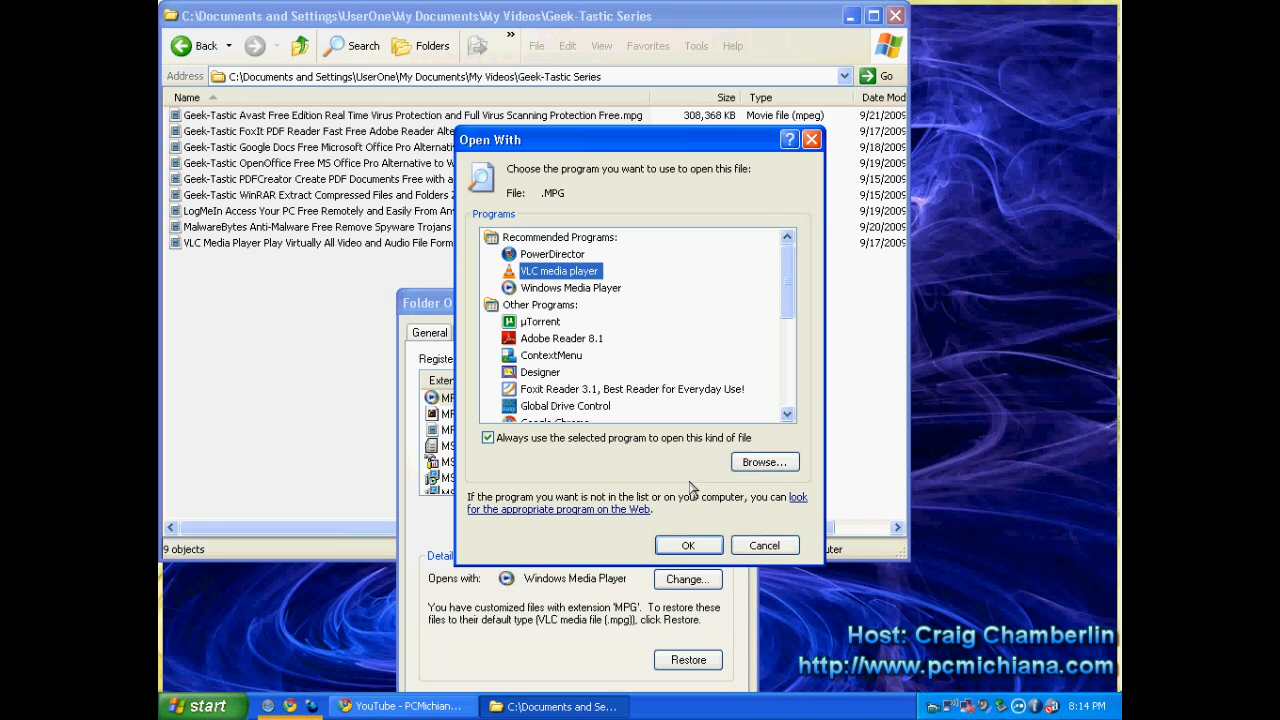 C:\Documents and Settings\UserOne\My Documents\My Videos\Geek-Tastic Series
Back
Search
Folders
»
File Edit View Favorites Tools Help
Address
C:\Documents and Settings\UserOne\My Documents\My Videos\Geek-Tastic Series
Go
Name Size Type Date Mod
Geek-Tastic Avast Free Edition Real Time Virus Protection and Full Virus Scanning Protection Free.mpg 308,368 KB Movie file (mpeg) 9/21/2009
Geek-Tastic FoxIt PDF Reader Fast Free Adobe Reader Alte 9/17/2009
Geek-Tastic Google Docs Free Microsoft Office Pro Alternati 9/18/2009
Geek-Tastic OpenOffice Free MS Office Pro Alternative to W 9/19/2009
Geek-Tastic PDFCreator Create PDF Documents Free with a 9/15/2009
Geek-Tastic WinRAR Extract Compressed Files and Folders 9/15/2009
LogMeIn Access Your PC Free Remotely and Easily From An 9/19/2009
MalwareBytes Anti-Malware Free Remove Spyware Trojans 9/20/2009
VLC Media Player Play Virtually All Video and Audio File Form 9/17/2009
Open With
Choose the program you want to use to open this file:
File: .MPG
Programs
Recommended Programs:
PowerDirector
VLC media player
Windows Media Player
Other Programs:
µTorrent
Adobe Reader 8.1
ContextMenu
Designer
Foxit Reader 3.1, Best Reader for Everyday Use!
Global Drive Control
Google Chrome
Always use the selected program to open this kind of file
Browse...
If the program you want is not in the list or on your computer, you can look
for the appropriate program on the Web.
OK
Cancel
Folder O
General
Registe
Exter
MP
MP
MP
MS
MS
MS
9 objects
uter
Detail
Opens with: Windows Media Player
Change...
You have customized files with extension 'MPG'. To restore these
files to their default type (VLC media file (.mpg)), click Restore.
Restore
Host: Craig Chamberlin
http://www.pcmichiana.com
start
YouTube - PCMichian...
C:\Documents and Se...
8:14 PM